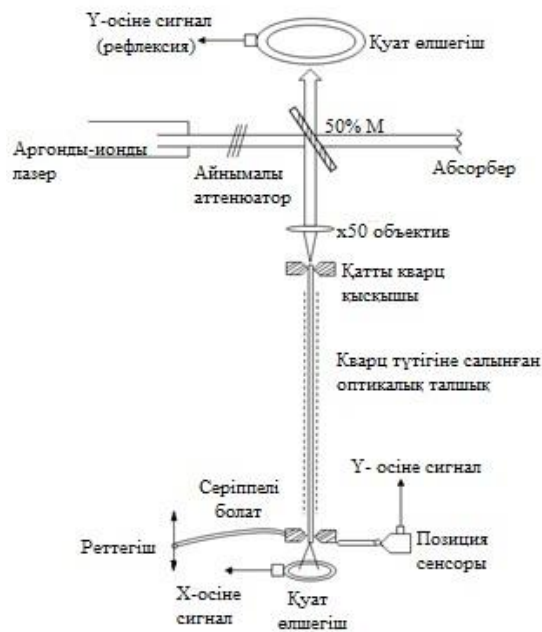 Y-осіне сигнал
(рефлексия)
Қуат өлшегіш
50% М
Аргонды-ионды
лазер
Айнымалы
аттенюатор
Абсорбер
x50 объектив
Қатты кварц
қысқышы
Кварц түтігіне салынған
оптикалық талшық
Y- осіне сигнал
Серіппелі
болат
Реттегіш
Позиция
сенсоры
X-осіне
сигнал
Қуат
өлшегіш